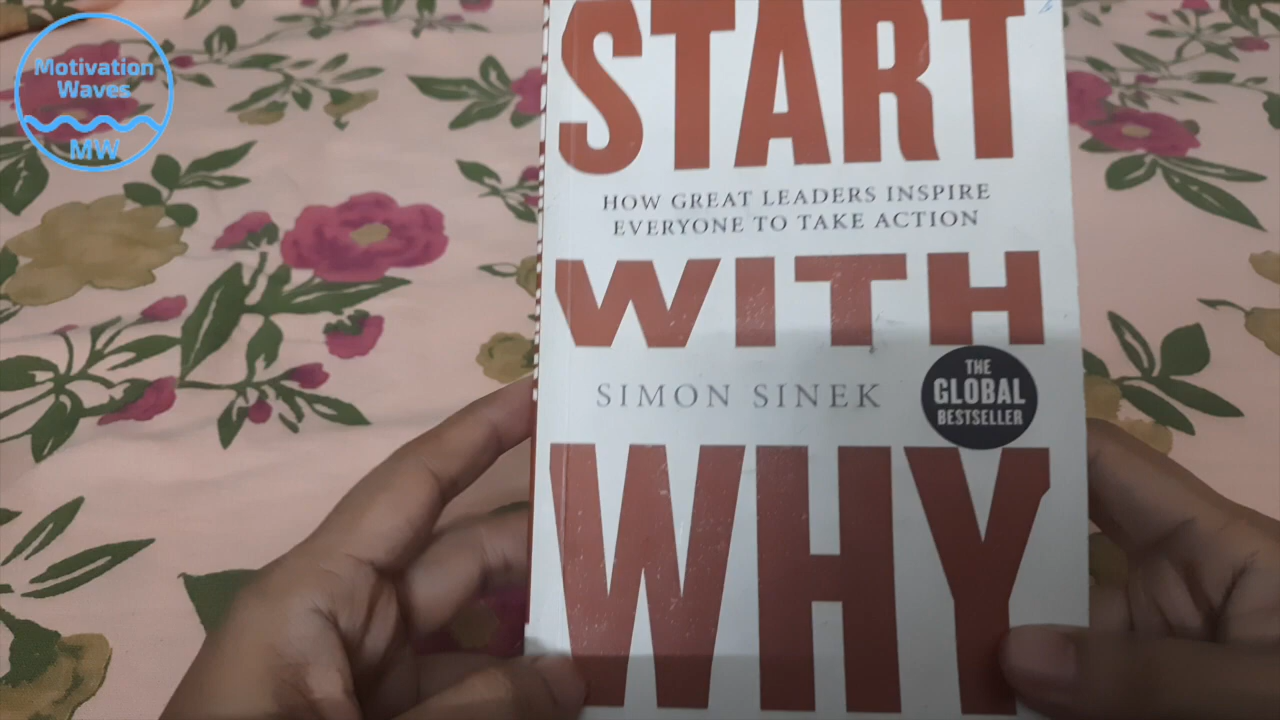 Motivation
Waves
MW
START
HOW GREAT LEADERS INSPIRE
EVERYONE TO TAKE ACTION
WITH
SIMON SINEK
THE
GLOBAL
BESTSELLER
WHY